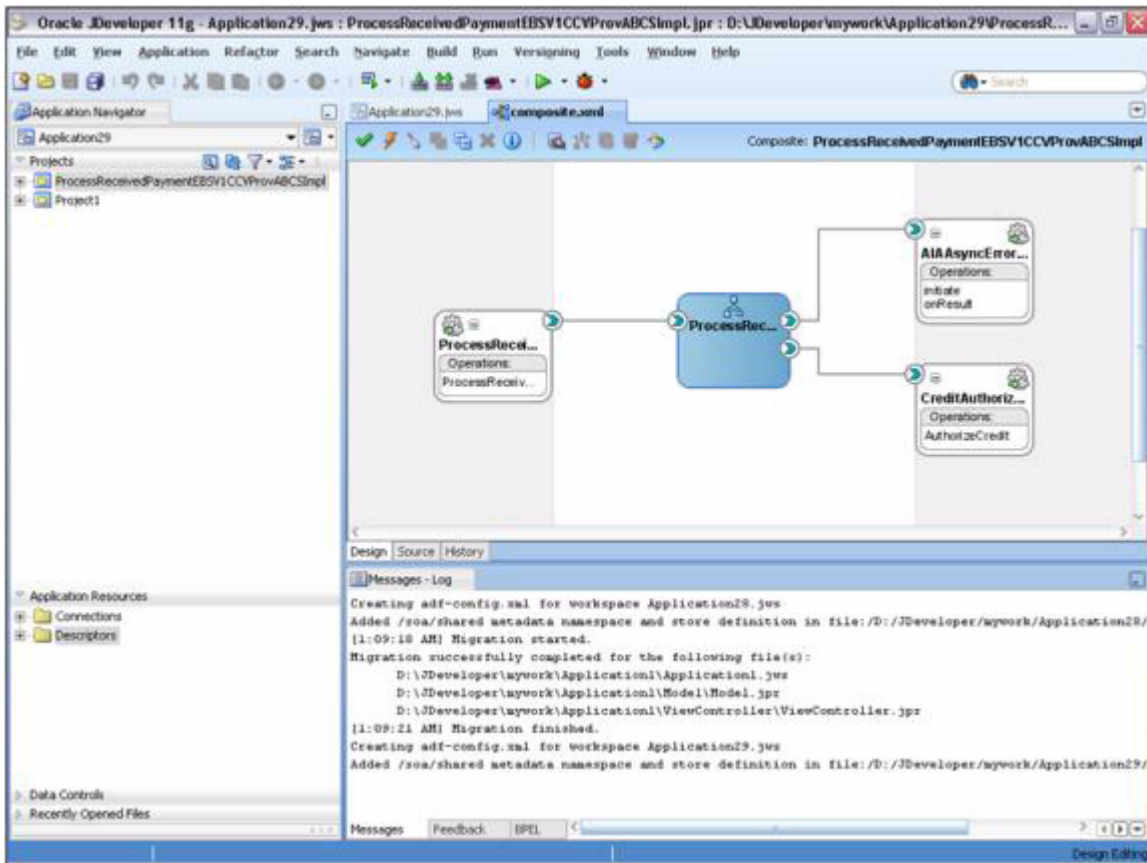 Oracle JDeveloper 11g - Application29.jws : ProcessReceivedPaymentEBSV1CCVProvABCSImpl.jpr : D:\JDeveloper\mywork\Application29\ProcessR...
File Edit View Application Refactor Search Navigate Build Run Versioning Tools Window Help
Search
Application Navigator
Application29.jws
composite.xml
Application29
Composite: ProcessReceivedPaymentEBSV1CCVProvABCSImpl
Projects
ProcessReceivedPaymentEBSV1CCVProvABCSImpl
Project1
ProcessRecei...
Operations:
ProcessReceiv...
ProcessRec...
AIAAsyncError...
Operations:
initiate
onResult
CreditAuthoriz...
Operations:
AuthorizeCredit
Design Source History
Application Resources
Connections
Descriptors
Data Controls
Recently Opened Files
Messages - Log
Creating adf-config.xml for workspace Application28.jws
Added /soa/shared metadata namespace and store definition in file:/D:/JDeveloper/mywork/Application28/
[1:09:18 AM] Migration started.
Migration successfully completed for the following file(s):
D:\JDeveloper\mywork\Application1\Application1.jws
D:\JDeveloper\mywork\Application1\Model\Model.jpr
D:\JDeveloper\mywork\Application1\ViewController\ViewController.jpr
[1:09:21 AM] Migration finished.
Creating adf-config.xml for workspace Application29.jws
Added /soa/shared metadata namespace and store definition in file:/D:/JDeveloper/mywork/Application29/
Messages Feedback BPEL
Design Editing